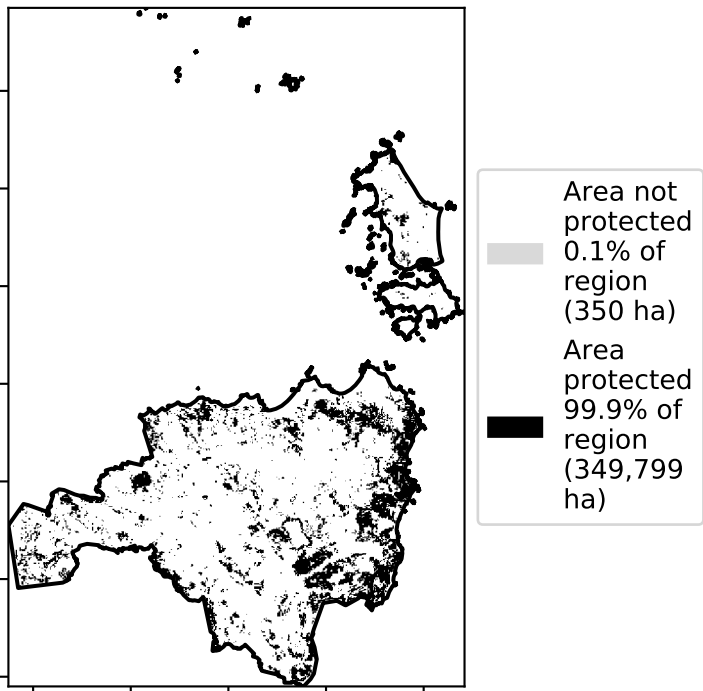 Area not
protected
0.1% of
region
(350 ha)
Area
protected
99.9% of
region
(349,799
ha)